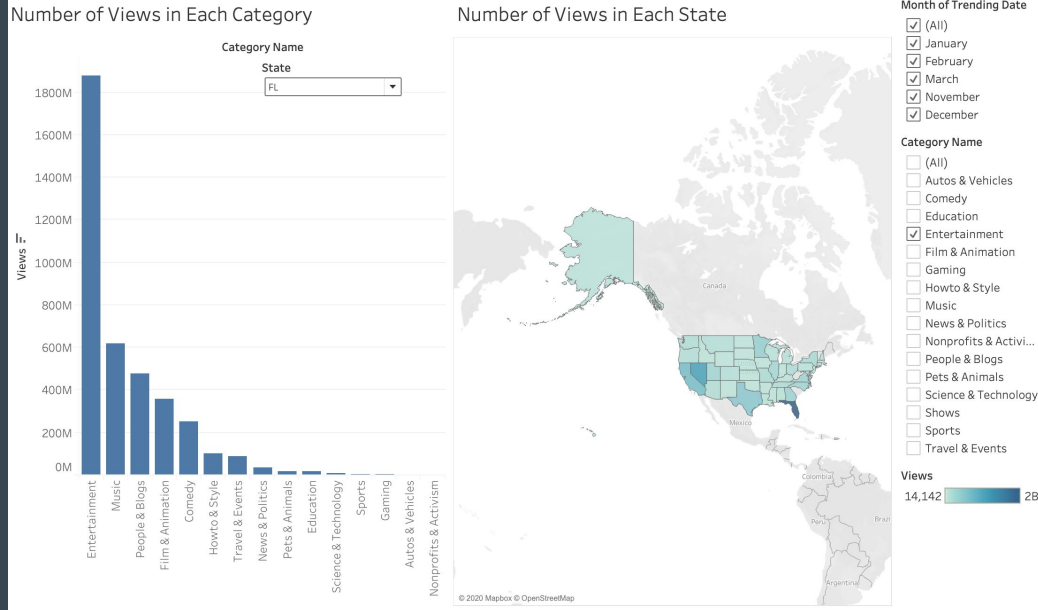 Number of Views in Each Category
Category Name
State
FL
Views
1800M
1600M
1400M
1200M
1000M
800M
600M
400M
200M
0M
Entertainment
Music
People & Blogs
Film & Animation
Comedy
Howto & Style
Travel & Events
News & Politics
Pets & Animals
Education
Science & Technology
Sports
Gaming
Autos & Vehicles
Nonprofits & Activism
Number of Views in Each State
Canada
Mexico
Colombia
Peru
Brazi
Argentina
© 2020 Mapbox © OpenStreetMap
Month of Trending Date
(All)
January
February
March
November
December
Category Name
(All)
Autos & Vehicles
Comedy
Education
Entertainment
Film & Animation
Gaming
Howto & Style
Music
News & Politics
Nonprofits & Activi...
People & Blogs
Pets & Animals
Science & Technology
Shows
Sports
Travel & Events
Views
14,142 2B